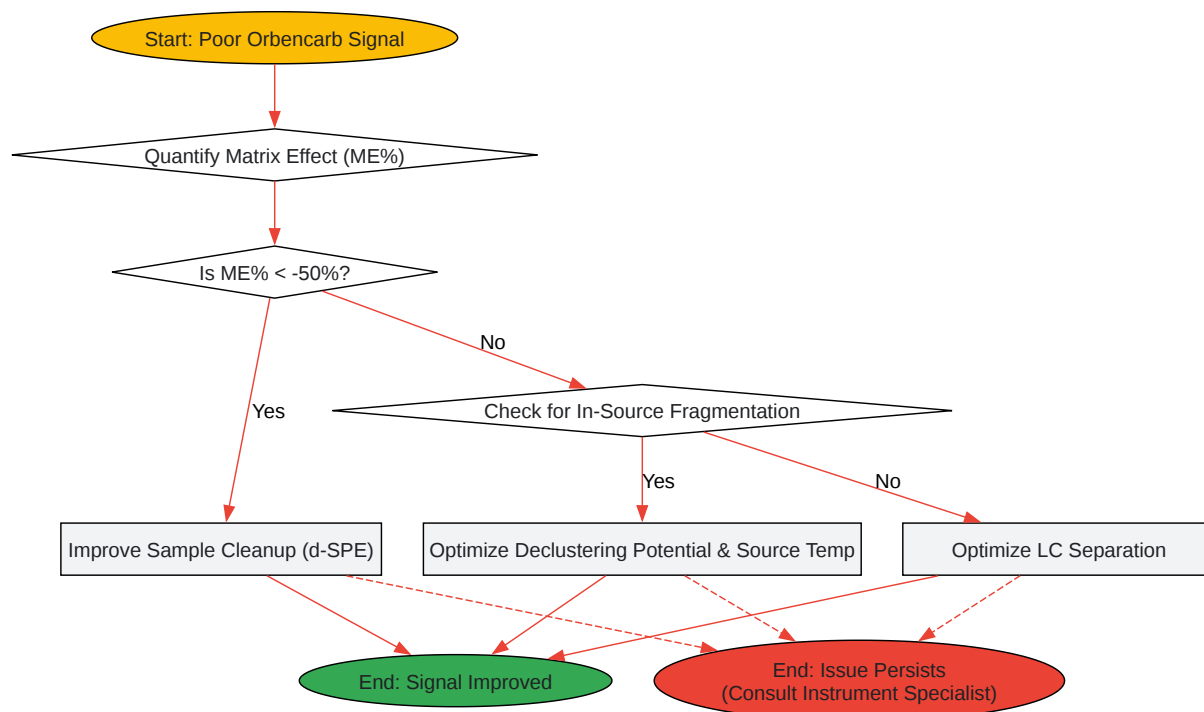 Start: Poor Orbencarb Signal
Quantify Matrix Effect (ME%)
Is ME% < -50%?
No
Yes
Check for In-Source Fragmentation
Yes
No
Improve Sample Cleanup (d-SPE)
Optimize Declustering Potential & Source Temp
Optimize LC Separation
End: Signal Improved
End: Issue Persists
(Consult Instrument Specialist)